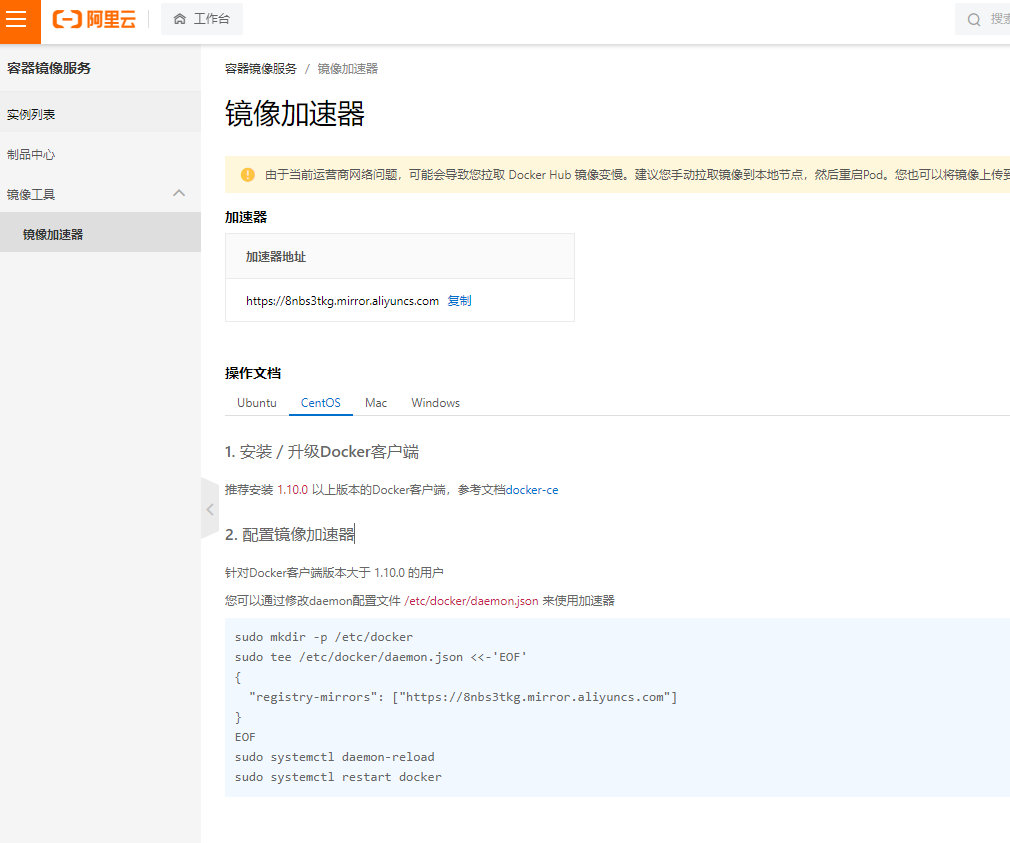 阿里云
工作台
搜索
容器镜像服务
实例列表
制品中心
镜像工具
镜像加速器
容器镜像服务 / 镜像加速器
镜像加速器
由于当前运营商网络问题，可能会导致您拉取 Docker Hub 镜像变慢。建议您手动拉取镜像到本地节点，然后重启Pod。您也可以将镜像上传到
加速器
加速器地址
https://8nbs3tkg.mirror.aliyuncs.com 复制
操作文档
Ubuntu CentOS Mac Windows
1. 安装 / 升级Docker客户端
推荐安装 1.10.0 以上版本的Docker客户端，参考文档docker-ce
2. 配置镜像加速器
针对Docker客户端版本大于 1.10.0 的用户
您可以通过修改daemon配置文件 /etc/docker/daemon.json 来使用加速器
sudo mkdir -p /etc/docker
sudo tee /etc/docker/daemon.json <<-'EOF'
{
  "registry-mirrors": ["https://8nbs3tkg.mirror.aliyuncs.com"]
}
EOF
sudo systemctl daemon-reload
sudo systemctl restart docker